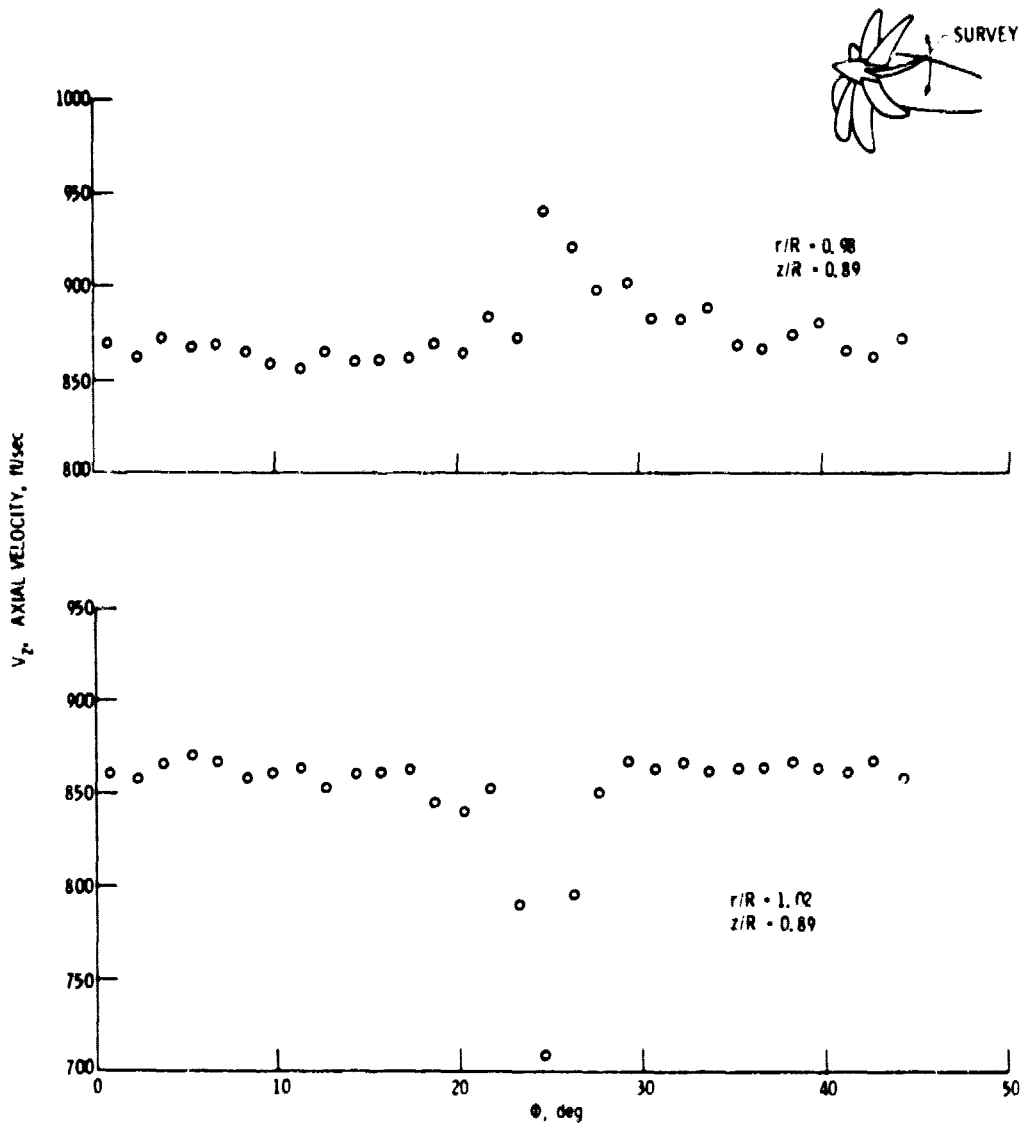 SURVEY
1000
950
900
850
800
r/R = 0.98
z/R = 0.89
V_z, AXIAL VELOCITY, ft/sec
950
900
850
800
750
700
r/R = 1.02
z/R = 0.89
0 10 20 30 40 50
Φ, deg